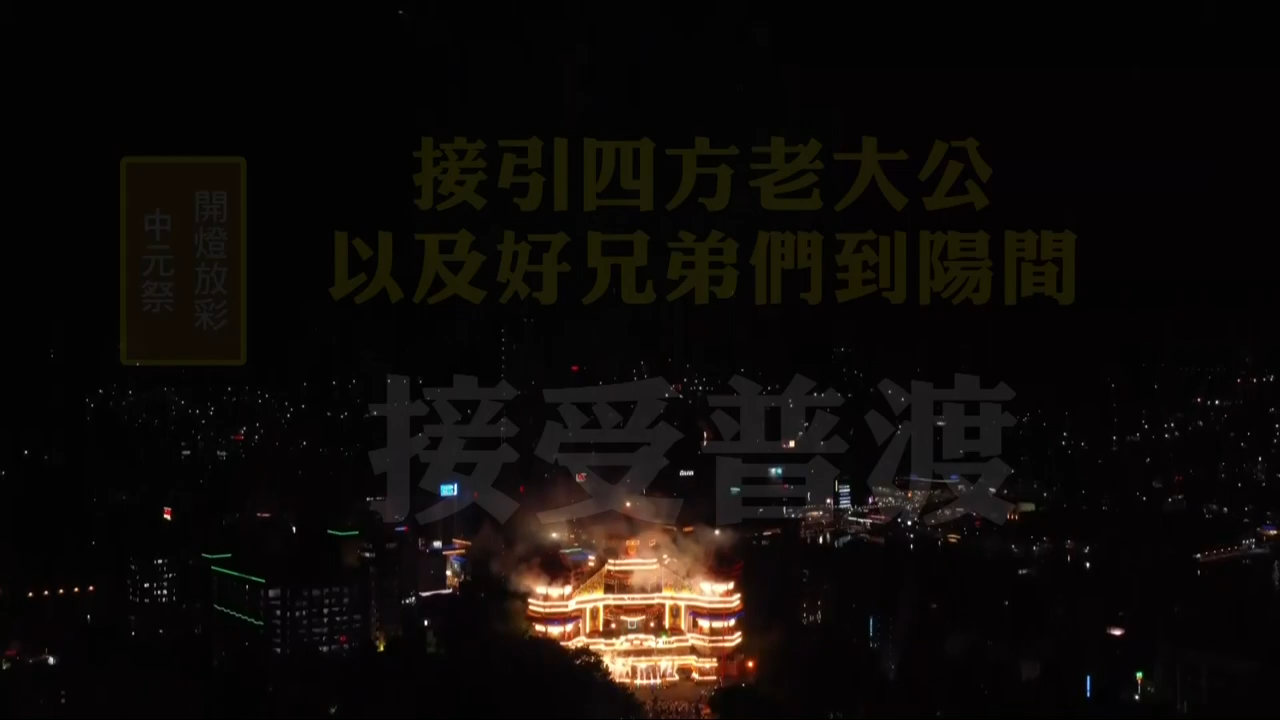 開燈放彩
中元祭
接引四方老大公
以及好兄弟們到陽間
接受普渡